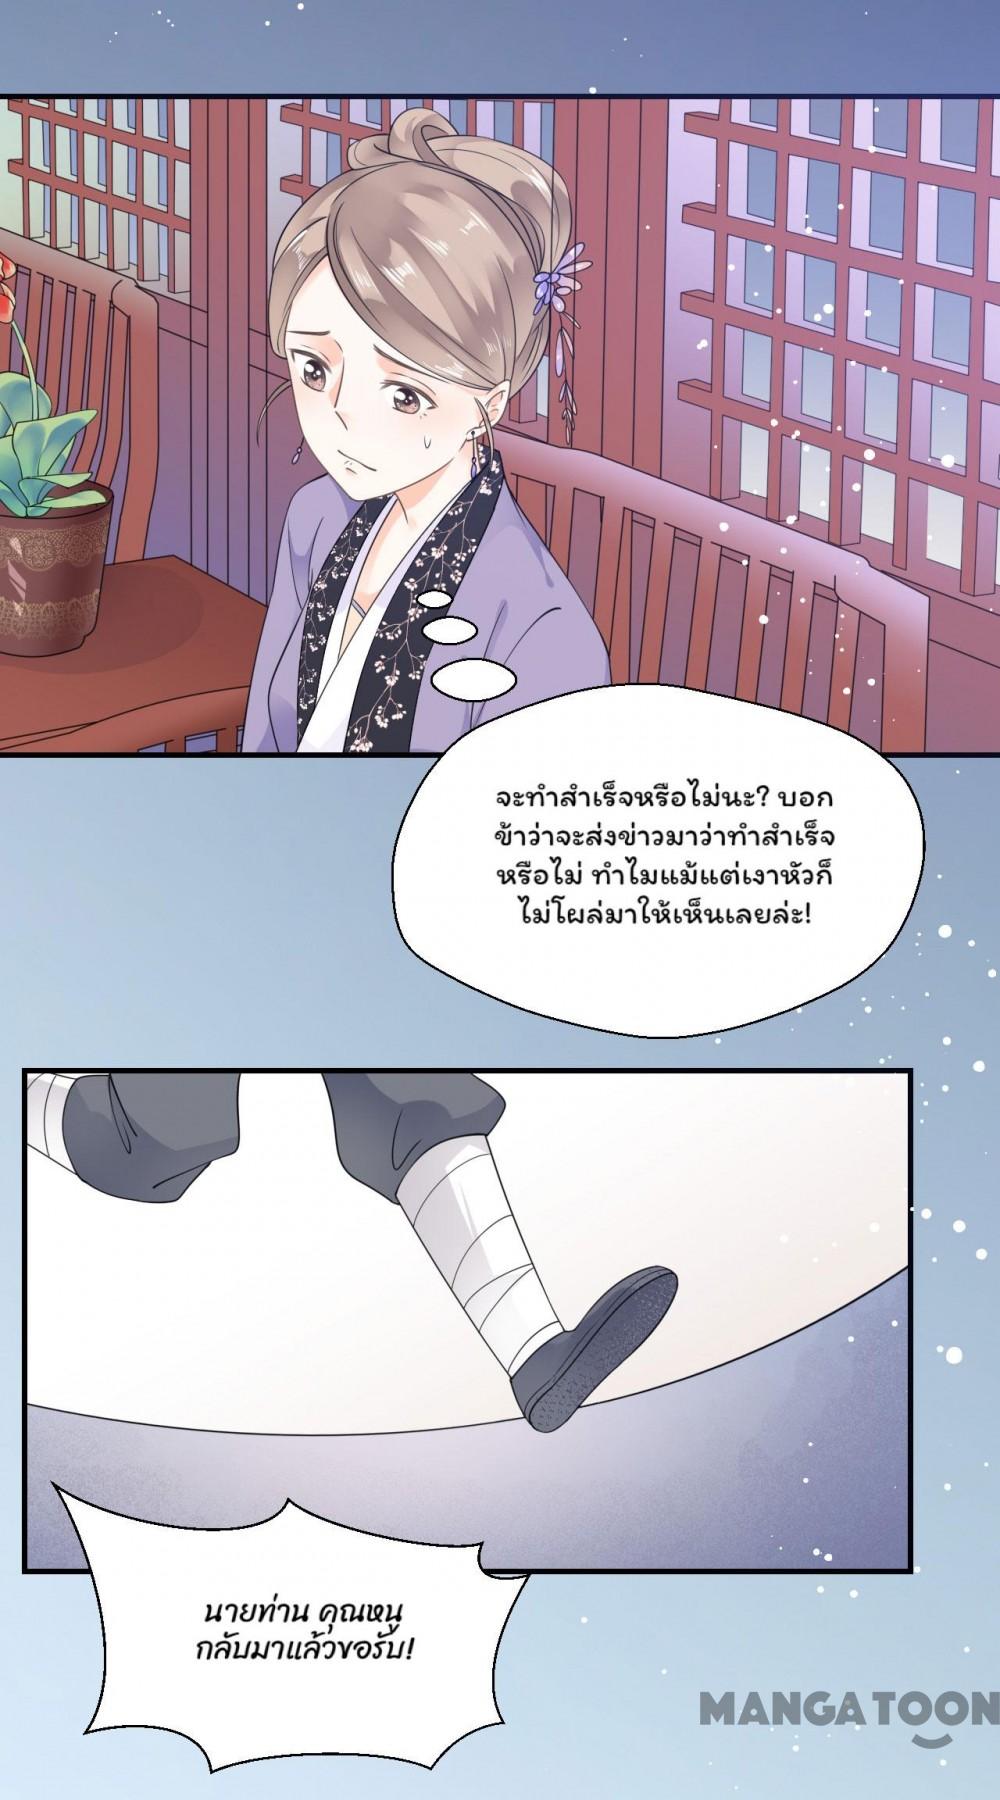 จะทำสำเร็จหรือไม่นะ? บอก
ข้าว่าจะส่งข่าวมาว่าทำสำเร็จ
หรือไม่ ทำไมแม้แต่เงาหัวก็
ไม่โผล่มาให้เห็นเลยล่ะ!
นายท่าน คุณหนู
กลับมาแล้วขอรับ!
MANGATOON